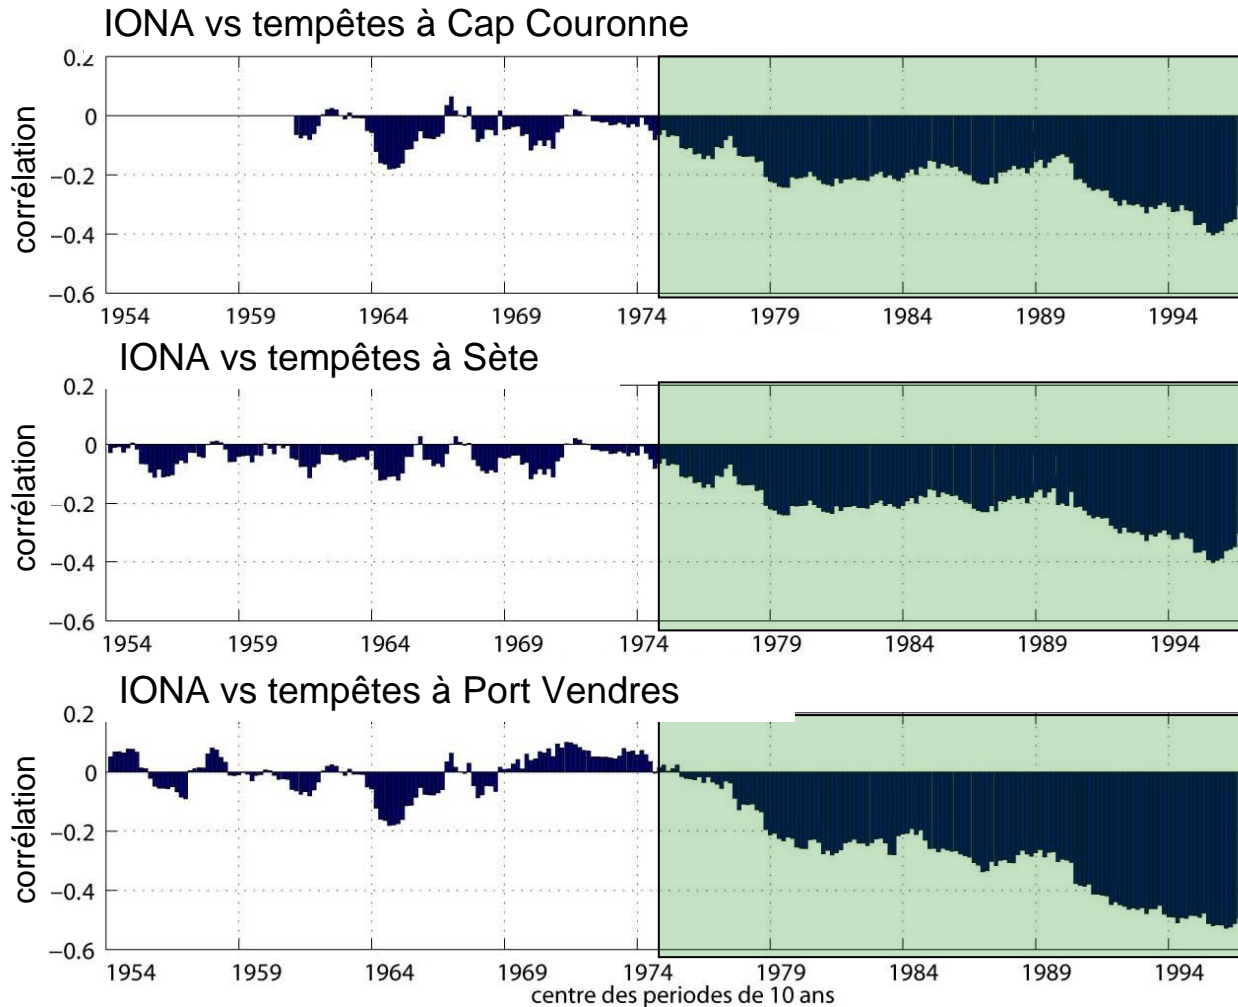 IONA vs tempêtes à Cap Couronne
0.2
0
−0.2
−0.4
−0.6
corrélation
1954 1959 1964 1969 1974 1979 1984 1989 1994
IONA vs tempêtes à Sète
0.2
0
−0.2
−0.4
−0.6
corrélation
1954 1959 1964 1969 1974 1979 1984 1989 1994
IONA vs tempêtes à Port Vendres
0.2
0
−0.2
−0.4
−0.6
corrélation
1954 1959 1964 1969 1974 1979 1984 1989 1994
centre des periodes de 10 ans